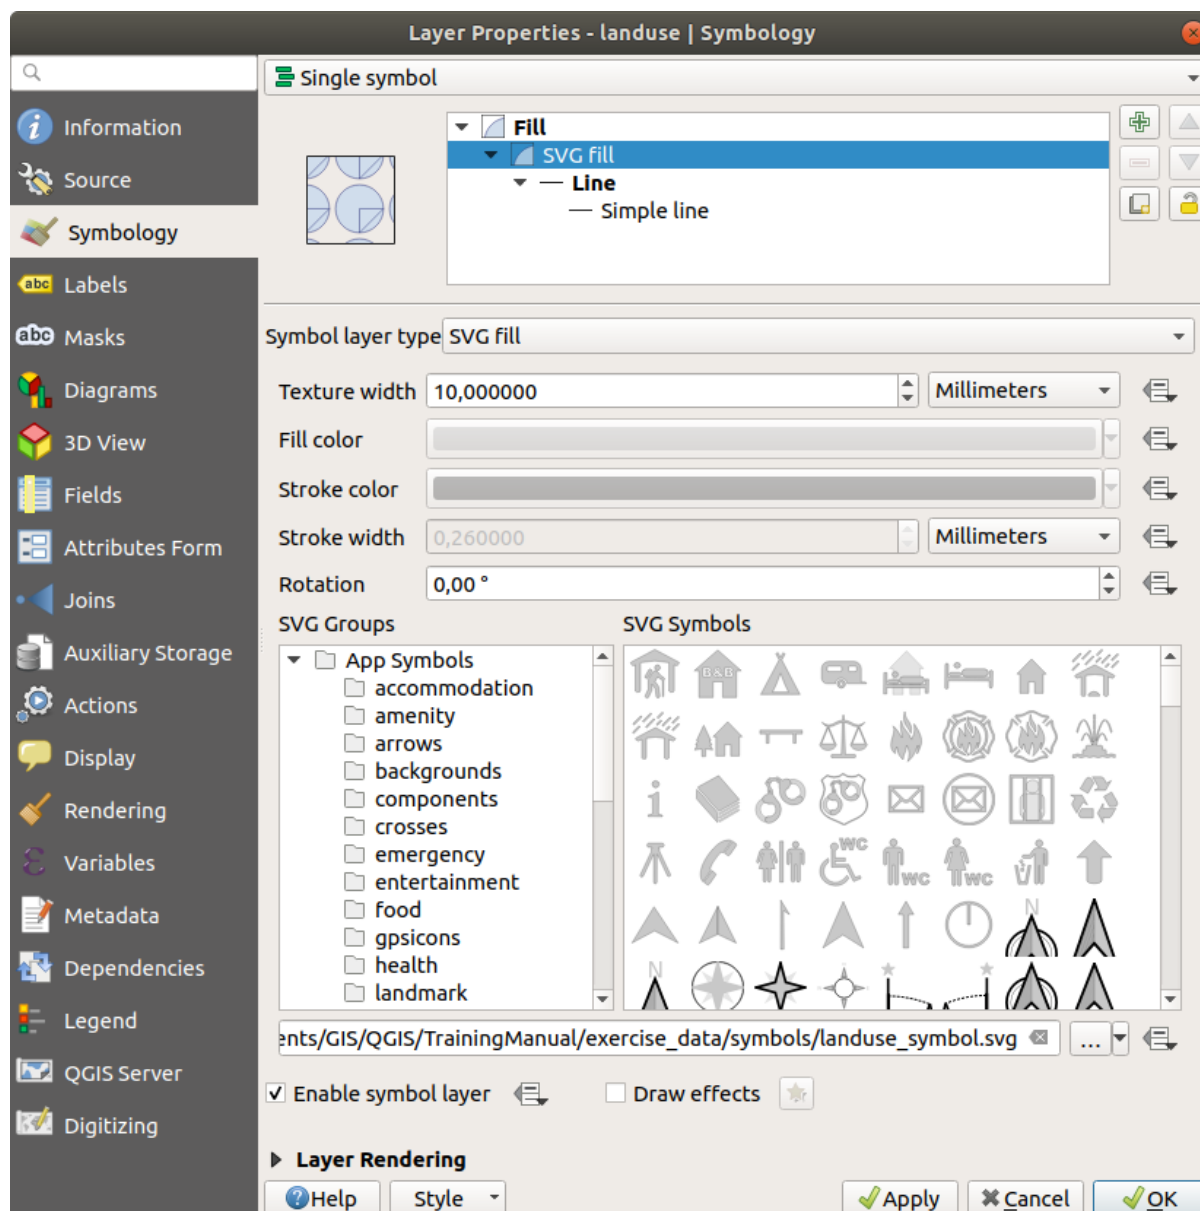 Layer Properties - landuse | Symbology
Single symbol
Information
Source
Symbology
Labels
Masks
Diagrams
3D View
Fields
Attributes Form
Joins
Auxiliary Storage
Actions
Display
Rendering
Variables
Metadata
Dependencies
Legend
QGIS Server
Digitizing
abc
abc
Fill
SVG fill
Line
Simple line
Symbol layer type SVG fill
Texture width 10,000000 Millimeters
Fill color
Stroke color
Stroke width 0,260000 Millimeters
Rotation 0,00 °
SVG Groups
App Symbols
accommodation
amenity
arrows
backgrounds
components
crosses
emergency
entertainment
food
gpsicons
health
landmark
SVG Symbols
B&B
i
WC
WC
WC
N
N
ents/GIS/QGIS/TrainingManual/exercise_data/symbols/landuse_symbol.svg ...
Enable symbol layer Draw effects
Layer Rendering
Help Style Apply Cancel OK